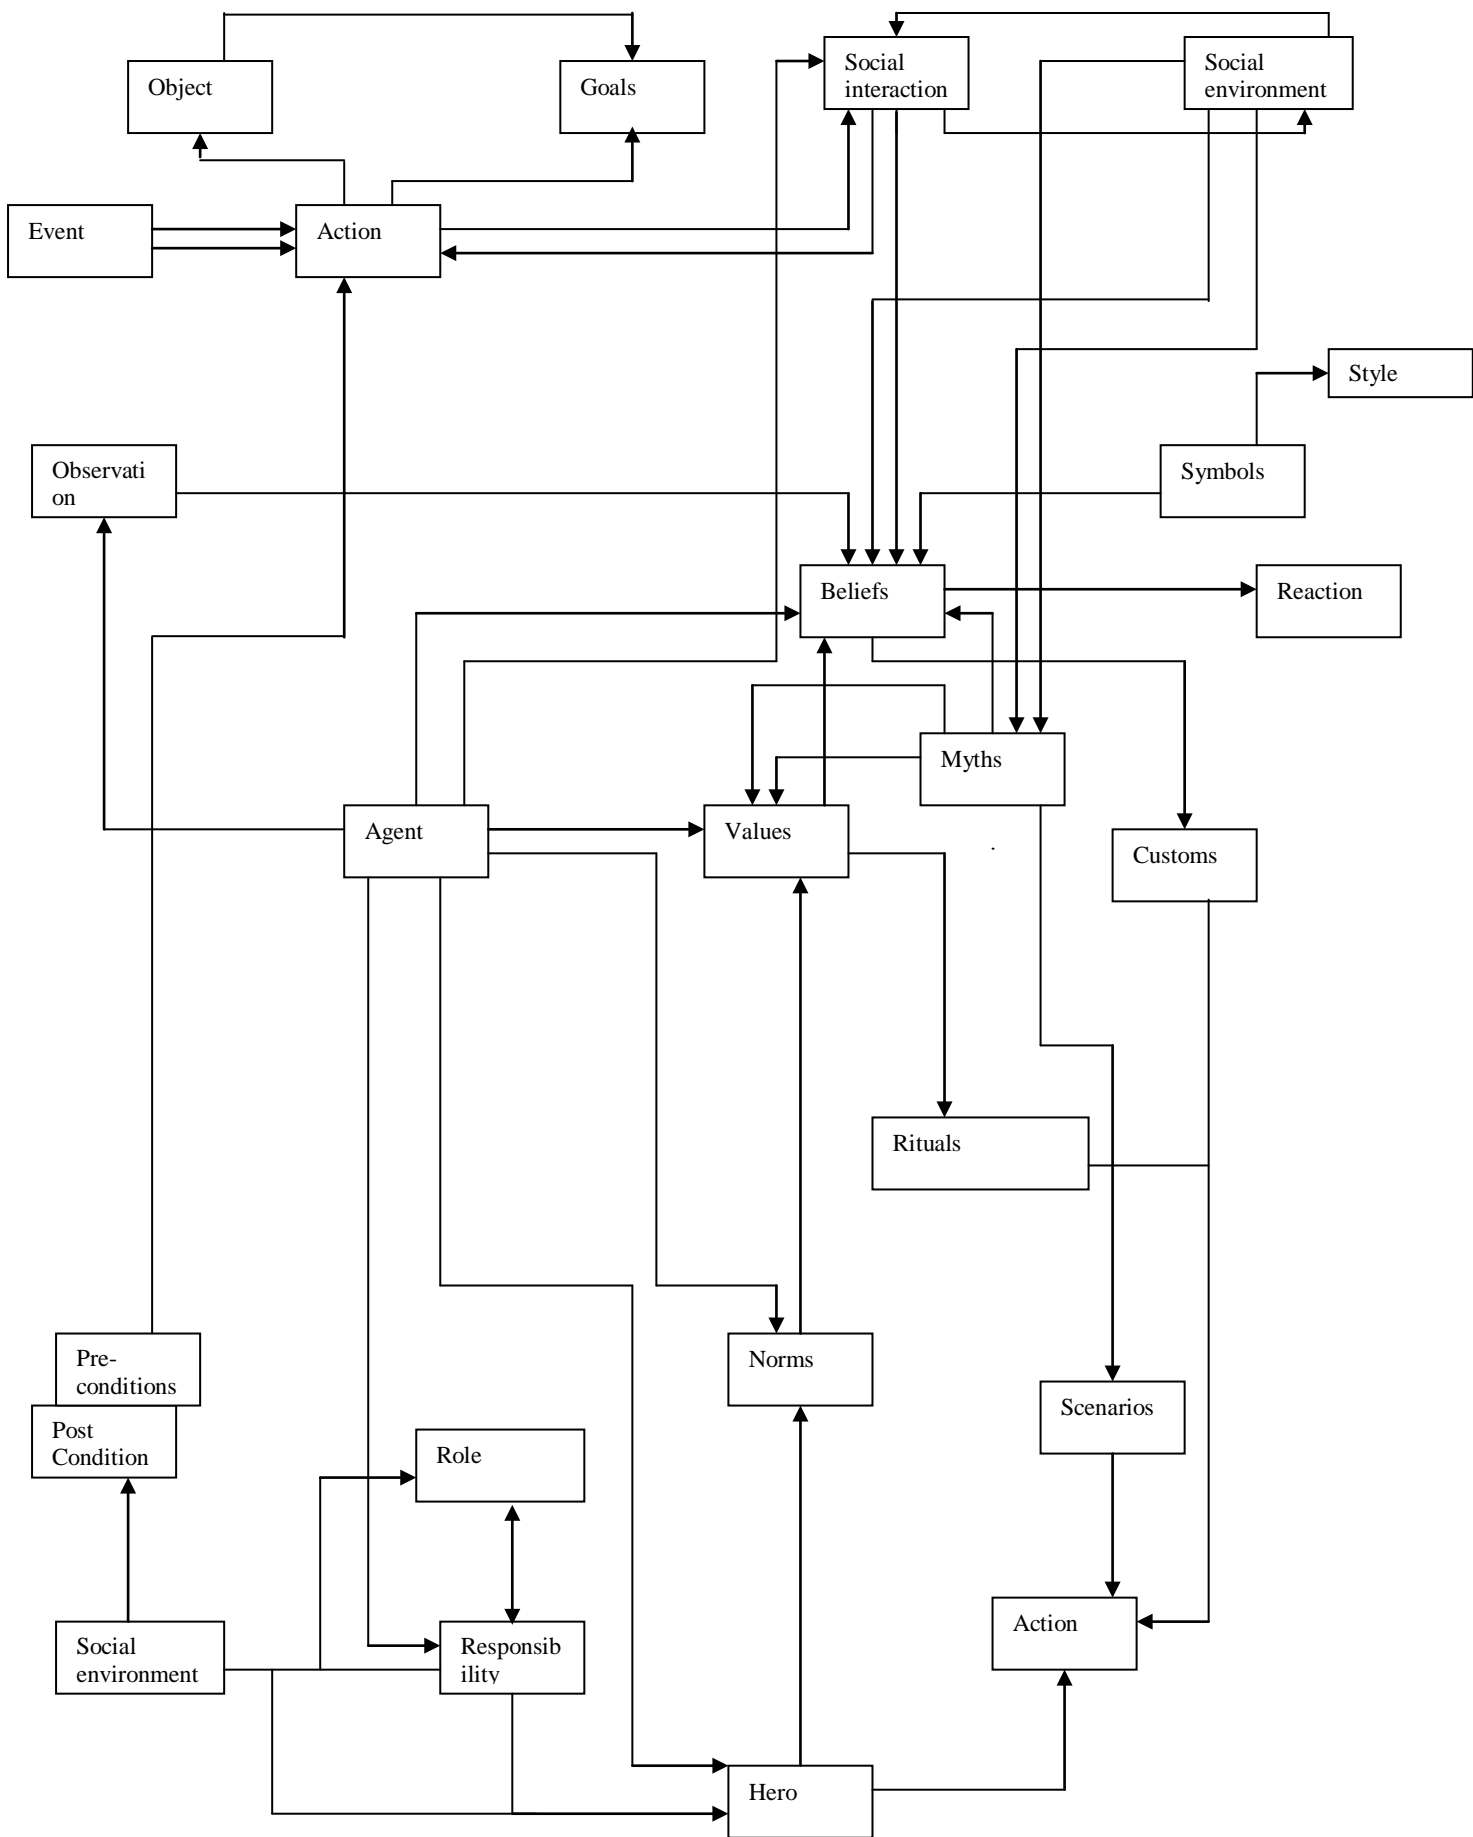 Object
Goals
Social
interaction
Social
environment
Event
Action
Style
Observati
on
Symbols
Beliefs
Reaction
Myths
Agent
Values
Customs
Rituals
Pre-
conditions
Norms
Scenarios
Post
Condition
Role
Social
environment
Responsib
ility
Action
Hero